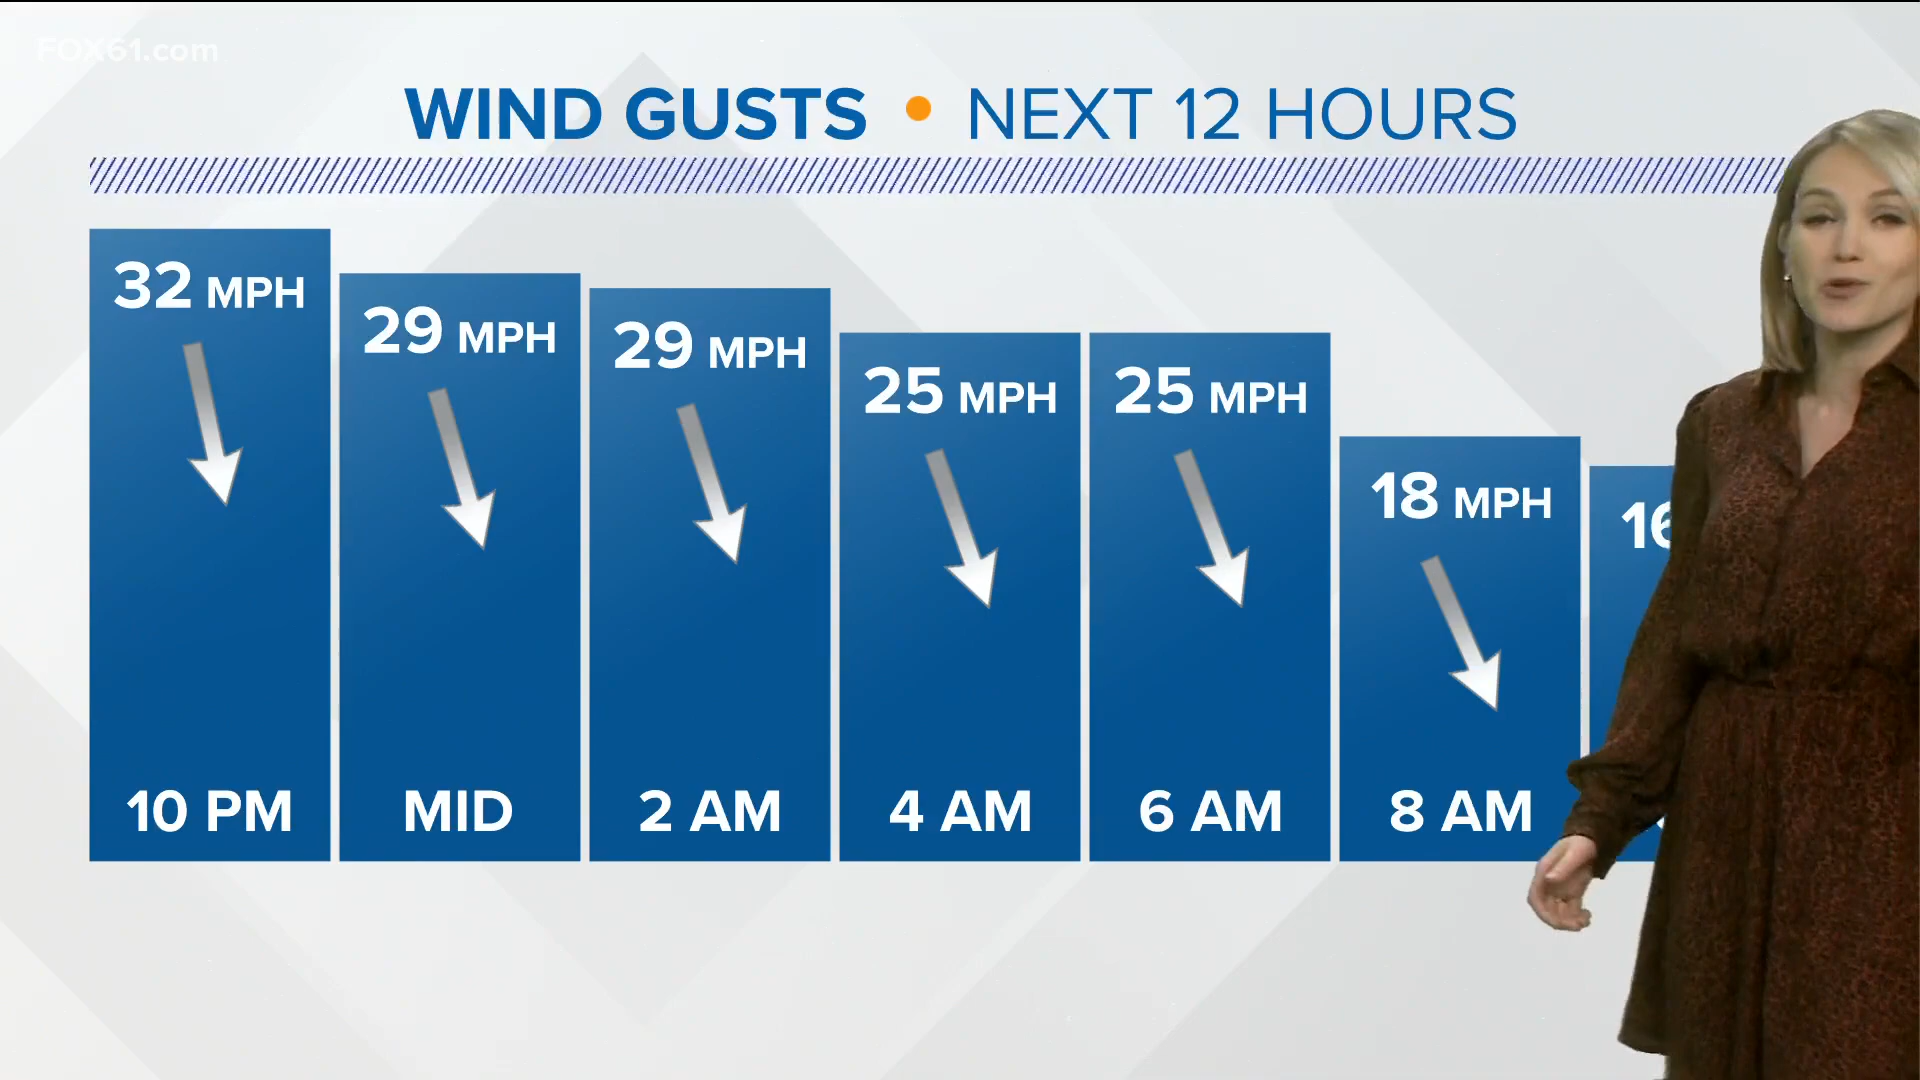 FOX61.com
WIND GUSTS • NEXT 12 HOURS
32 MPH
29 MPH
29 MPH
25 MPH
25 MPH
18 MPH
16
10 PM
MID
2 AM
4 AM
6 AM
8 AM